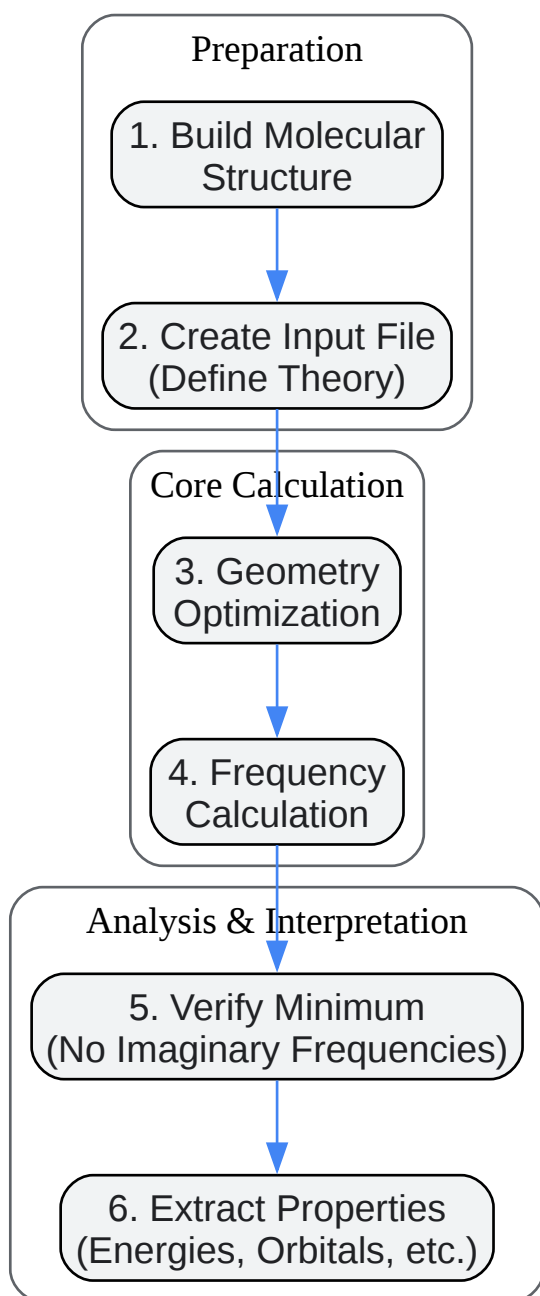 Preparation
1. Build Molecular
Structure
2. Create Input File
(Define Theory)
Core Calculation
3. Geometry
Optimization
4. Frequency
Calculation
Analysis & Interpretation
5. Verify Minimum
(No Imaginary Frequencies)
6. Extract Properties
(Energies, Orbitals, etc.)